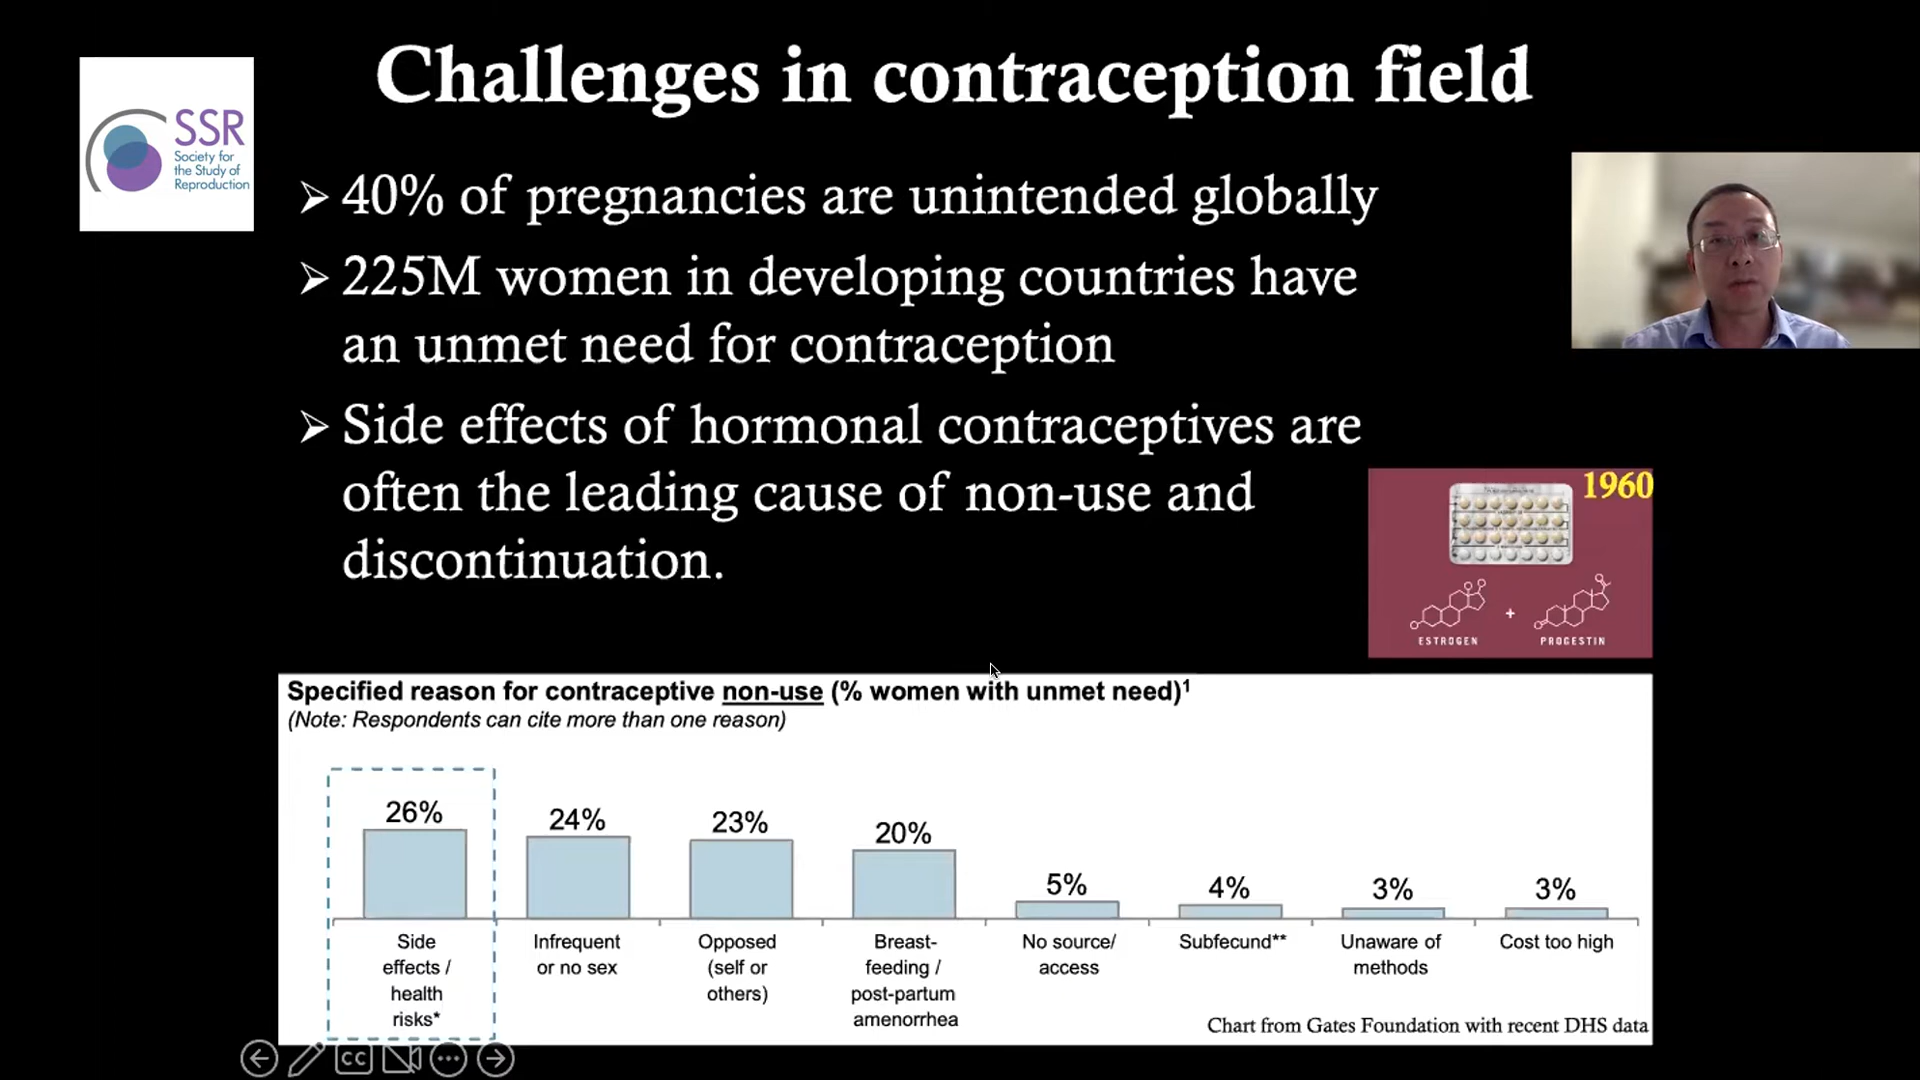 Challenges in contraception field
SSR
Society for
the Study of
Reproduction
➢ 40% of pregnancies are unintended globally
➢ 225M women in developing countries have
an unmet need for contraception
➢ Side effects of hormonal contraceptives are
often the leading cause of non-use and
discontinuation.
1960
ESTROGEN + PROGESTIN
Specified reason for contraceptive non-use (% women with unmet need)¹
(Note: Respondents can cite more than one reason)
26% 24% 23% 20% 5% 4% 3% 3%
Side
effects /
health
risks*
Infrequent
or no sex
Opposed
(self or
others)
Breast-
feeding /
post-partum
amenorrhea
No source/
access
Subfecund**
Unaware of
methods
Cost too high
Chart from Gates Foundation with recent DHS data
CC